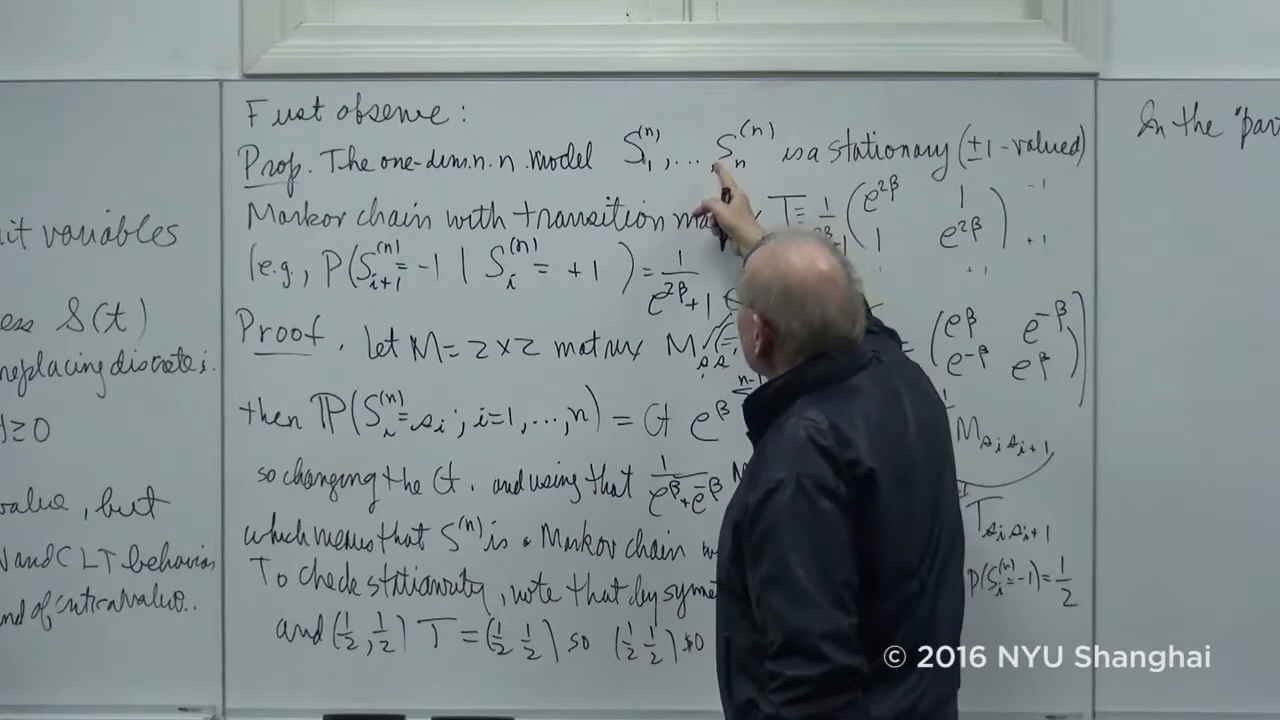 it variables
ess S(t)
replacing discrete i.
≥ 0
value, but
and CLT behavior
and of critical value..
First observe:
Prop. The one-dim. n.n. model S₁⁽ⁿ⁾, ... , Sₙ⁽ⁿ⁾ is a stationary (±1-valued)
Markov chain with transition T = 1 ( e^{2β} 1 ) -1
( 1 e^{2β} ) +1
(e.g., P(S_{i+1}^{(n)} = -1 | S_i^{(n)} = +1) = 1/(e^{2β}+1)
Proof. Let M = 2×2 matrix M = ( e^β e^{-β} )
( e^{-β} e^β )
then ℙ(S_i^{(n)} = s_i ; i=1, ..., n) = Ct e^β M_{s_i s_{i+1}}
so changing the Ct. and using that 1/(e^β + e^{-β}) T_{s_i s_{i+1}}
which means that S^{(n)} is a Markov chain
To check stationarity, note that by P(S_i^{(n)} = -1) = 1/2
and (1/2, 1/2) T = (1/2 1/2) so (1/2 1/2)
In the "par
© 2016 NYU Shanghai